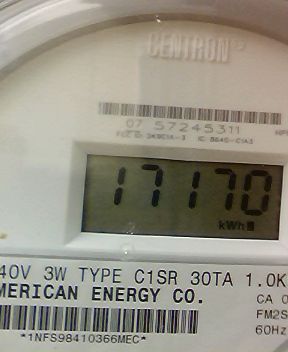 CENTRON
07 57245311
17170
kWh
40V 3W TYPE C1SR 30TA 1.0K
MERICAN ENERGY CO.
CA 0
FM2S
60Hz
*1NFS98410366MEC*